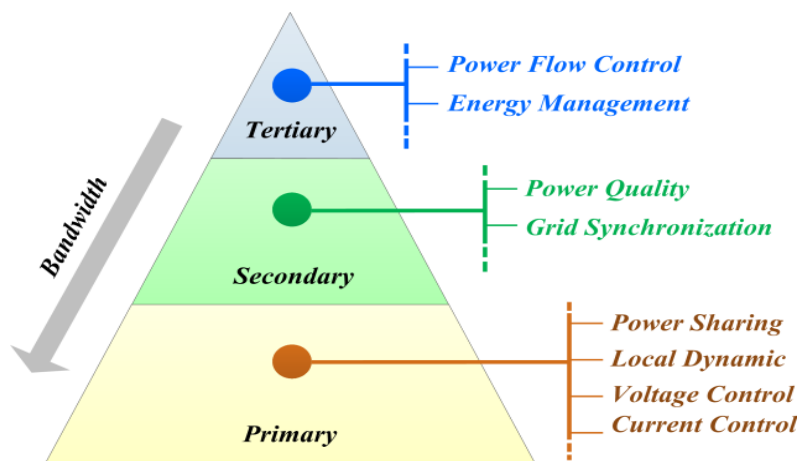 Power Flow Control
Energy Management
Tertiary
Power Quality
Grid Synchronization
Bandwidth
Secondary
Power Sharing
Local Dynamic
Voltage Control
Current Control
Primary